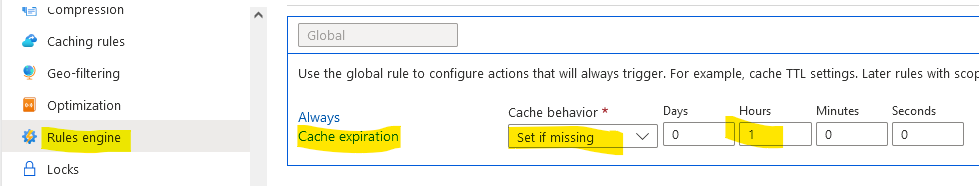 Compression
Caching rules
Geo-filtering
Optimization
Rules engine
Locks
Global
Use the global rule to configure actions that will always trigger. For example, cache TTL settings. Later rules with scop
Always
Cache expiration
Cache behavior *
Set if missing
Days
0
Hours
1
Minutes
0
Seconds
0